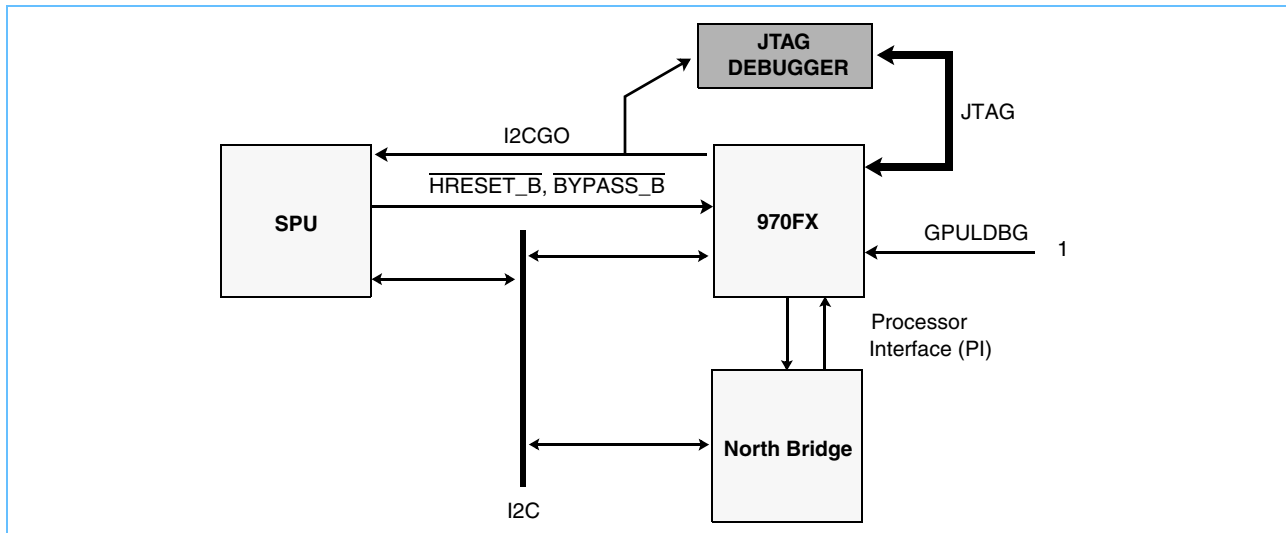 JTAG
DEBUGGER
JTAG
I2CGO
HRESET_B, BYPASS_B
SPU
970FX
GPULDBG
1
Processor
Interface (PI)
North Bridge
I2C